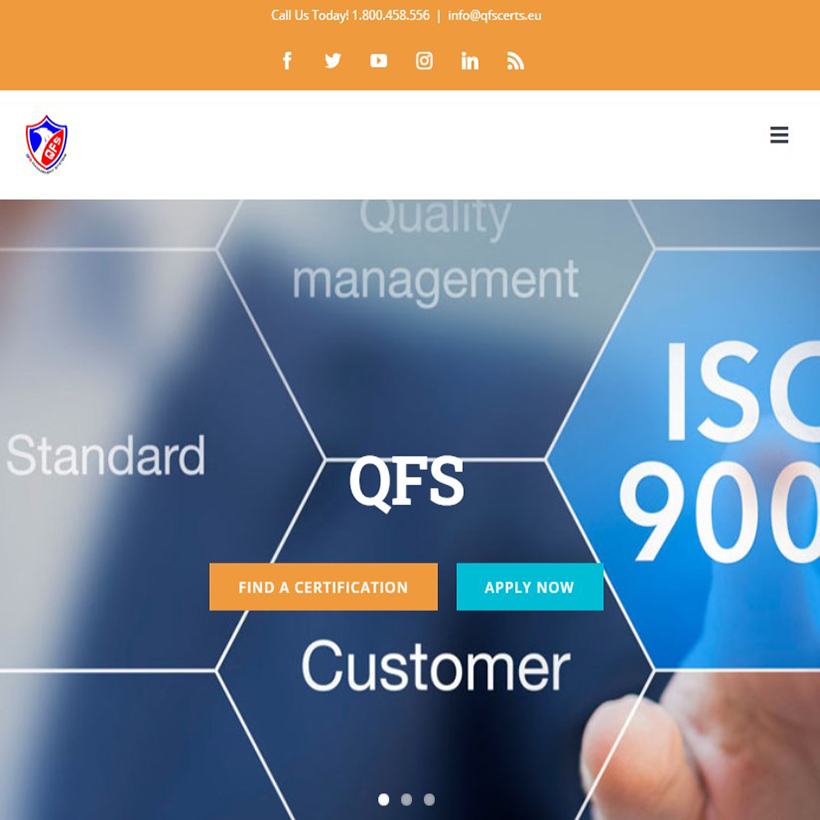 Call Us Today! 1.800.458.556 | info@qfscerts.eu
QFS
Quality
management
ISO
900
Standard
QFS
FIND A CERTIFICATION
APPLY NOW
Customer